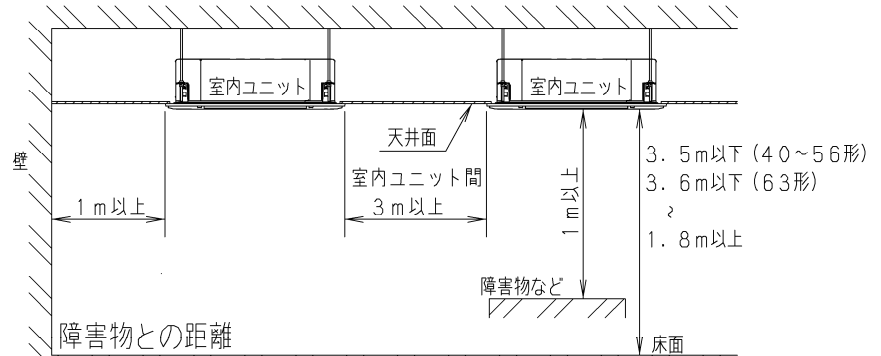 室内ユニット
室内ユニット
天井面
壁
室内ユニット間
1m以上
3m以上
1m以上
3.5m以下(40～56形)
3.6m以下(63形)
～
1.8m以上
障害物など
障害物との距離
床面